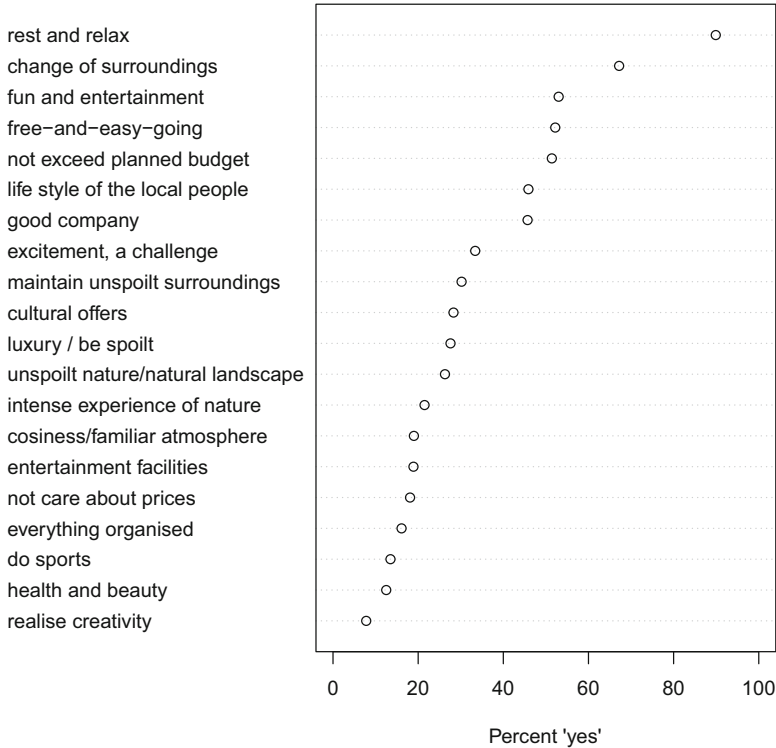 rest and relax
change of surroundings
fun and entertainment
free−and−easy−going
not exceed planned budget
life style of the local people
good company
excitement, a challenge
maintain unspoilt surroundings
cultural offers
luxury / be spoilt
unspoilt nature/natural landscape
intense experience of nature
cosiness/familiar atmosphere
entertainment facilities
not care about prices
everything organised
do sports
health and beauty
realise creativity
0 20 40 60 80 100
Percent 'yes'